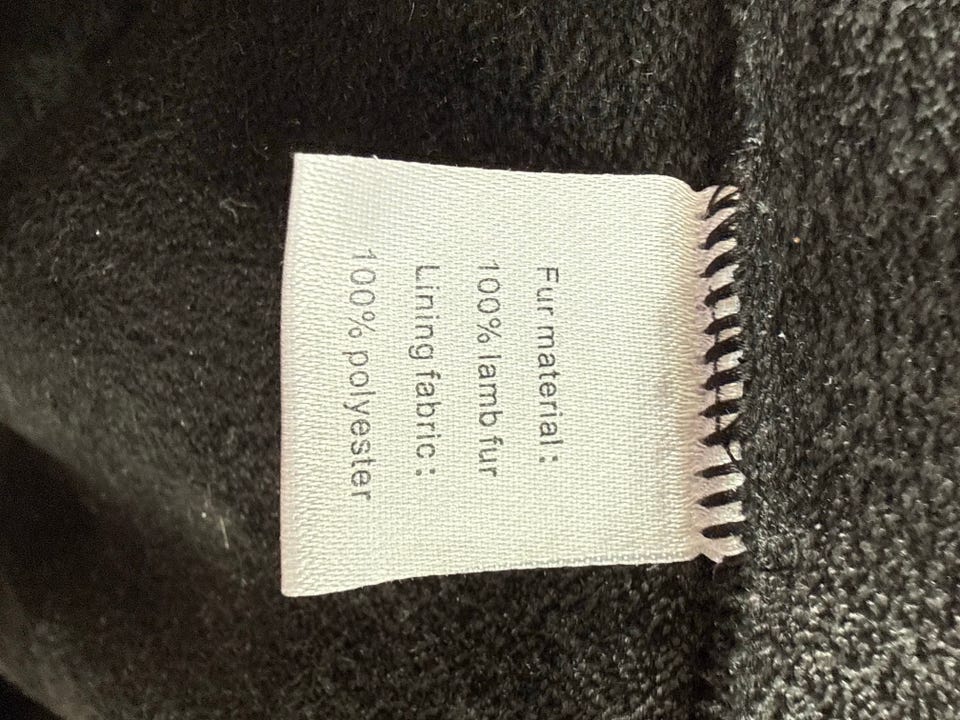 Fur material:
100% lamb fur
Lining fabric:
100% polyester